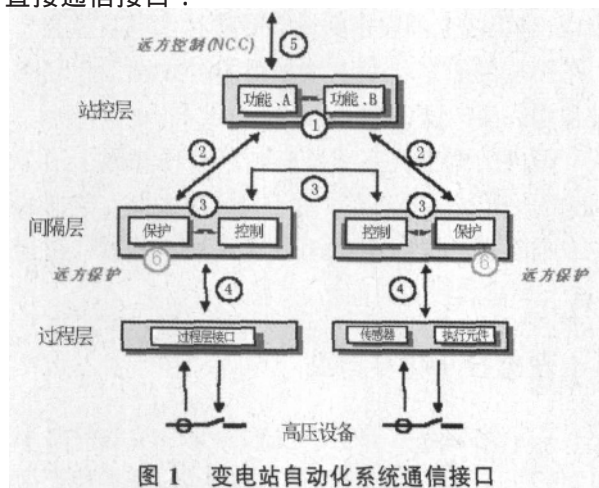 直接通信接口:
远方控制(NCC) ⑤
站控层 功能、A 功能、B
①
② ②
③
③ ③
间隔层 保护 控制 控制 保护
⑥ ⑥
远方保护 远方保护
④ ④
过程层 过程层接口 传感器 执行元件
高压设备
图 1 变电站自动化系统通信接口